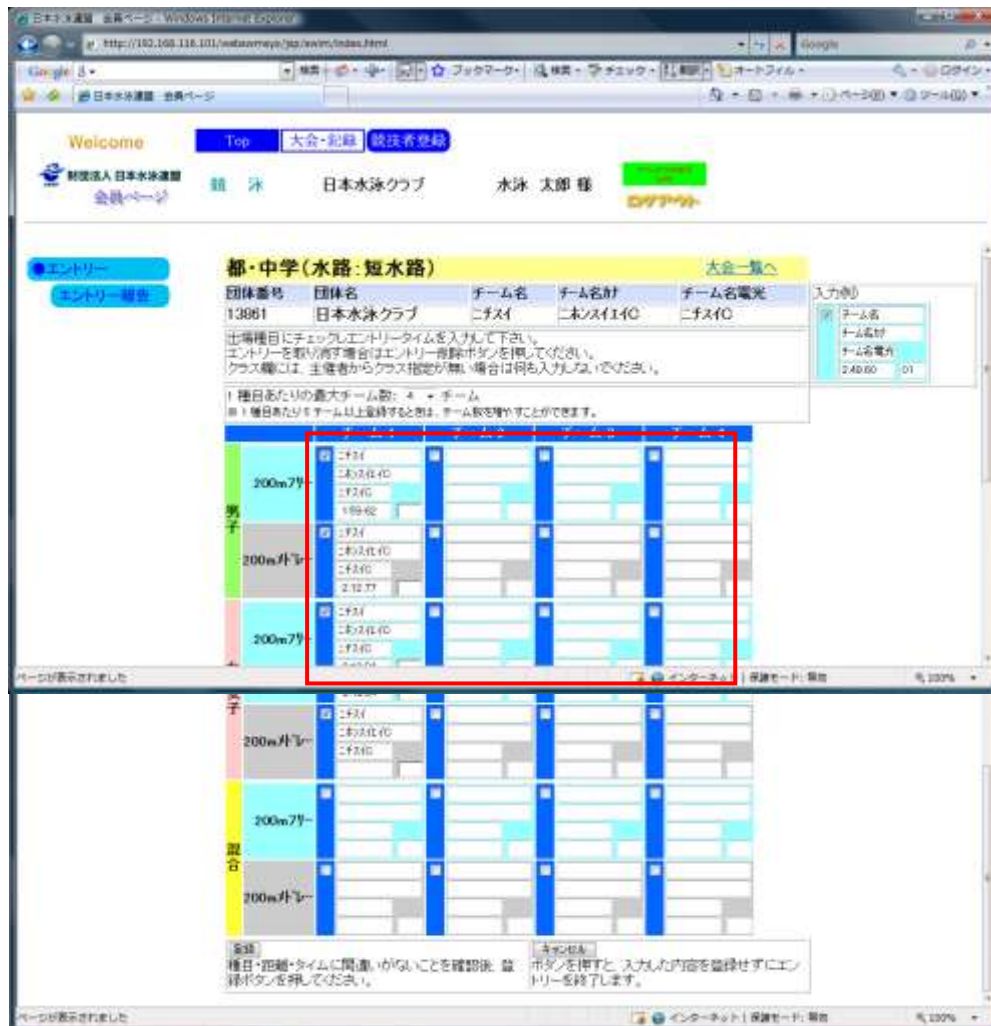 日本水泳連盟 会員ページ - Windows Internet Explorer
Google
Google
検索
ブックマーク
検索
チェック
翻訳
オートフィル
ログイン
日本水泳連盟 会員ページ
ページ(P)
ツール(O)
Welcome
Top
大会・記録
競技者登録
財団法人 日本水泳連盟
会員ページ
競 泳
日本水泳クラブ
水泳 太郎 様
ログアウト
エントリー
エントリー報告
都・中学(水路:短水路)
大会一覧へ
団体番号 団体名 チーム名 チーム名カナ チーム名電光
13861 日本水泳クラブ ニチスイ ニホンスイエイC ニチスイC
入力例)
チーム名
チーム名カナ
チーム名電光
2:40.60 01
出場種目にチェックしエントリータイムを入力して下さい。
エントリーを取り消す場合はエントリー削除ボタンを押してください。
クラス欄には、主催者からクラス指定が無い場合は何も入力しないでください。
1種目あたりの最大チーム数: 4 チーム
※1種目あたり5チーム以上登録するときは、チーム数を増やすことができます。
チーム1 チーム2 チーム3 チーム4
男子
200mフリー
ニチスイ
ニホンスイエイC
ニチスイC
1:59.62
200mメドレー
ニチスイ
ニホンスイエイC
ニチスイC
2:12.77
200mフリー
ニチスイ
ニホンスイエイC
ニチスイC
ページが表示されました
インターネット | 保護モード: 無効
100%
子
200mメドレー
ニチスイ
ニホンスイエイC
ニチスイC
混合
200mフリー
200mメドレー
登録
種目・距離・タイムに間違いがないことを確認後、登
録ボタンを押してください。
キャンセル
ボタンを押すと、入力した内容を登録せずにエン
トリーを終了します。
ページが表示されました
インターネット | 保護モード: 無効
100%